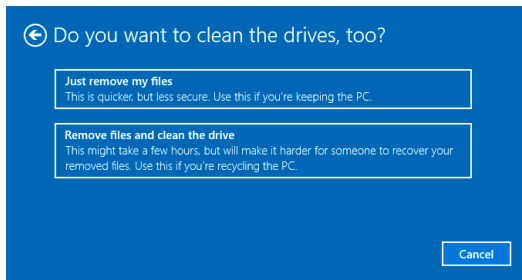 Do you want to clean the drives, too?
Just remove my files
This is quicker, but less secure. Use this if you're keeping the PC.
Remove files and clean the drive
This might take a few hours, but will make it harder for someone to recover your
removed files. Use this if you're recycling the PC.
Cancel